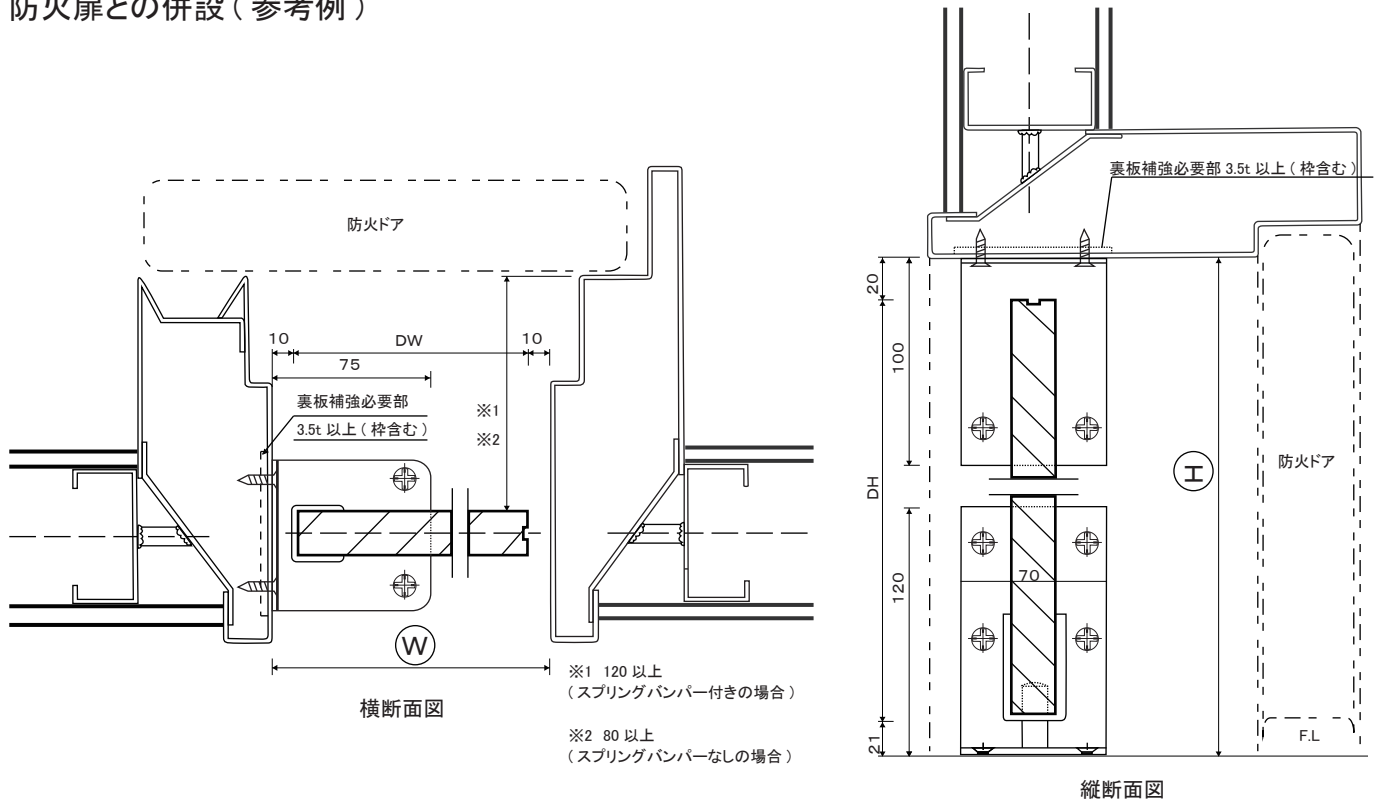 防火扉との併設 ( 参考例 )
防火ドア
10
DW
10
75
裏板補強必要部
3.5t 以上 ( 枠含む )
※1
※2
W
横断面図
※1 120 以上
( スプリングバンパー付きの場合 )
※2 80 以上
( スプリングバンパーなしの場合 )
裏板補強必要部 3.5t 以上 ( 枠含む )
20
100
DH
H
防火ドア
70
120
21
F.L
縦断面図